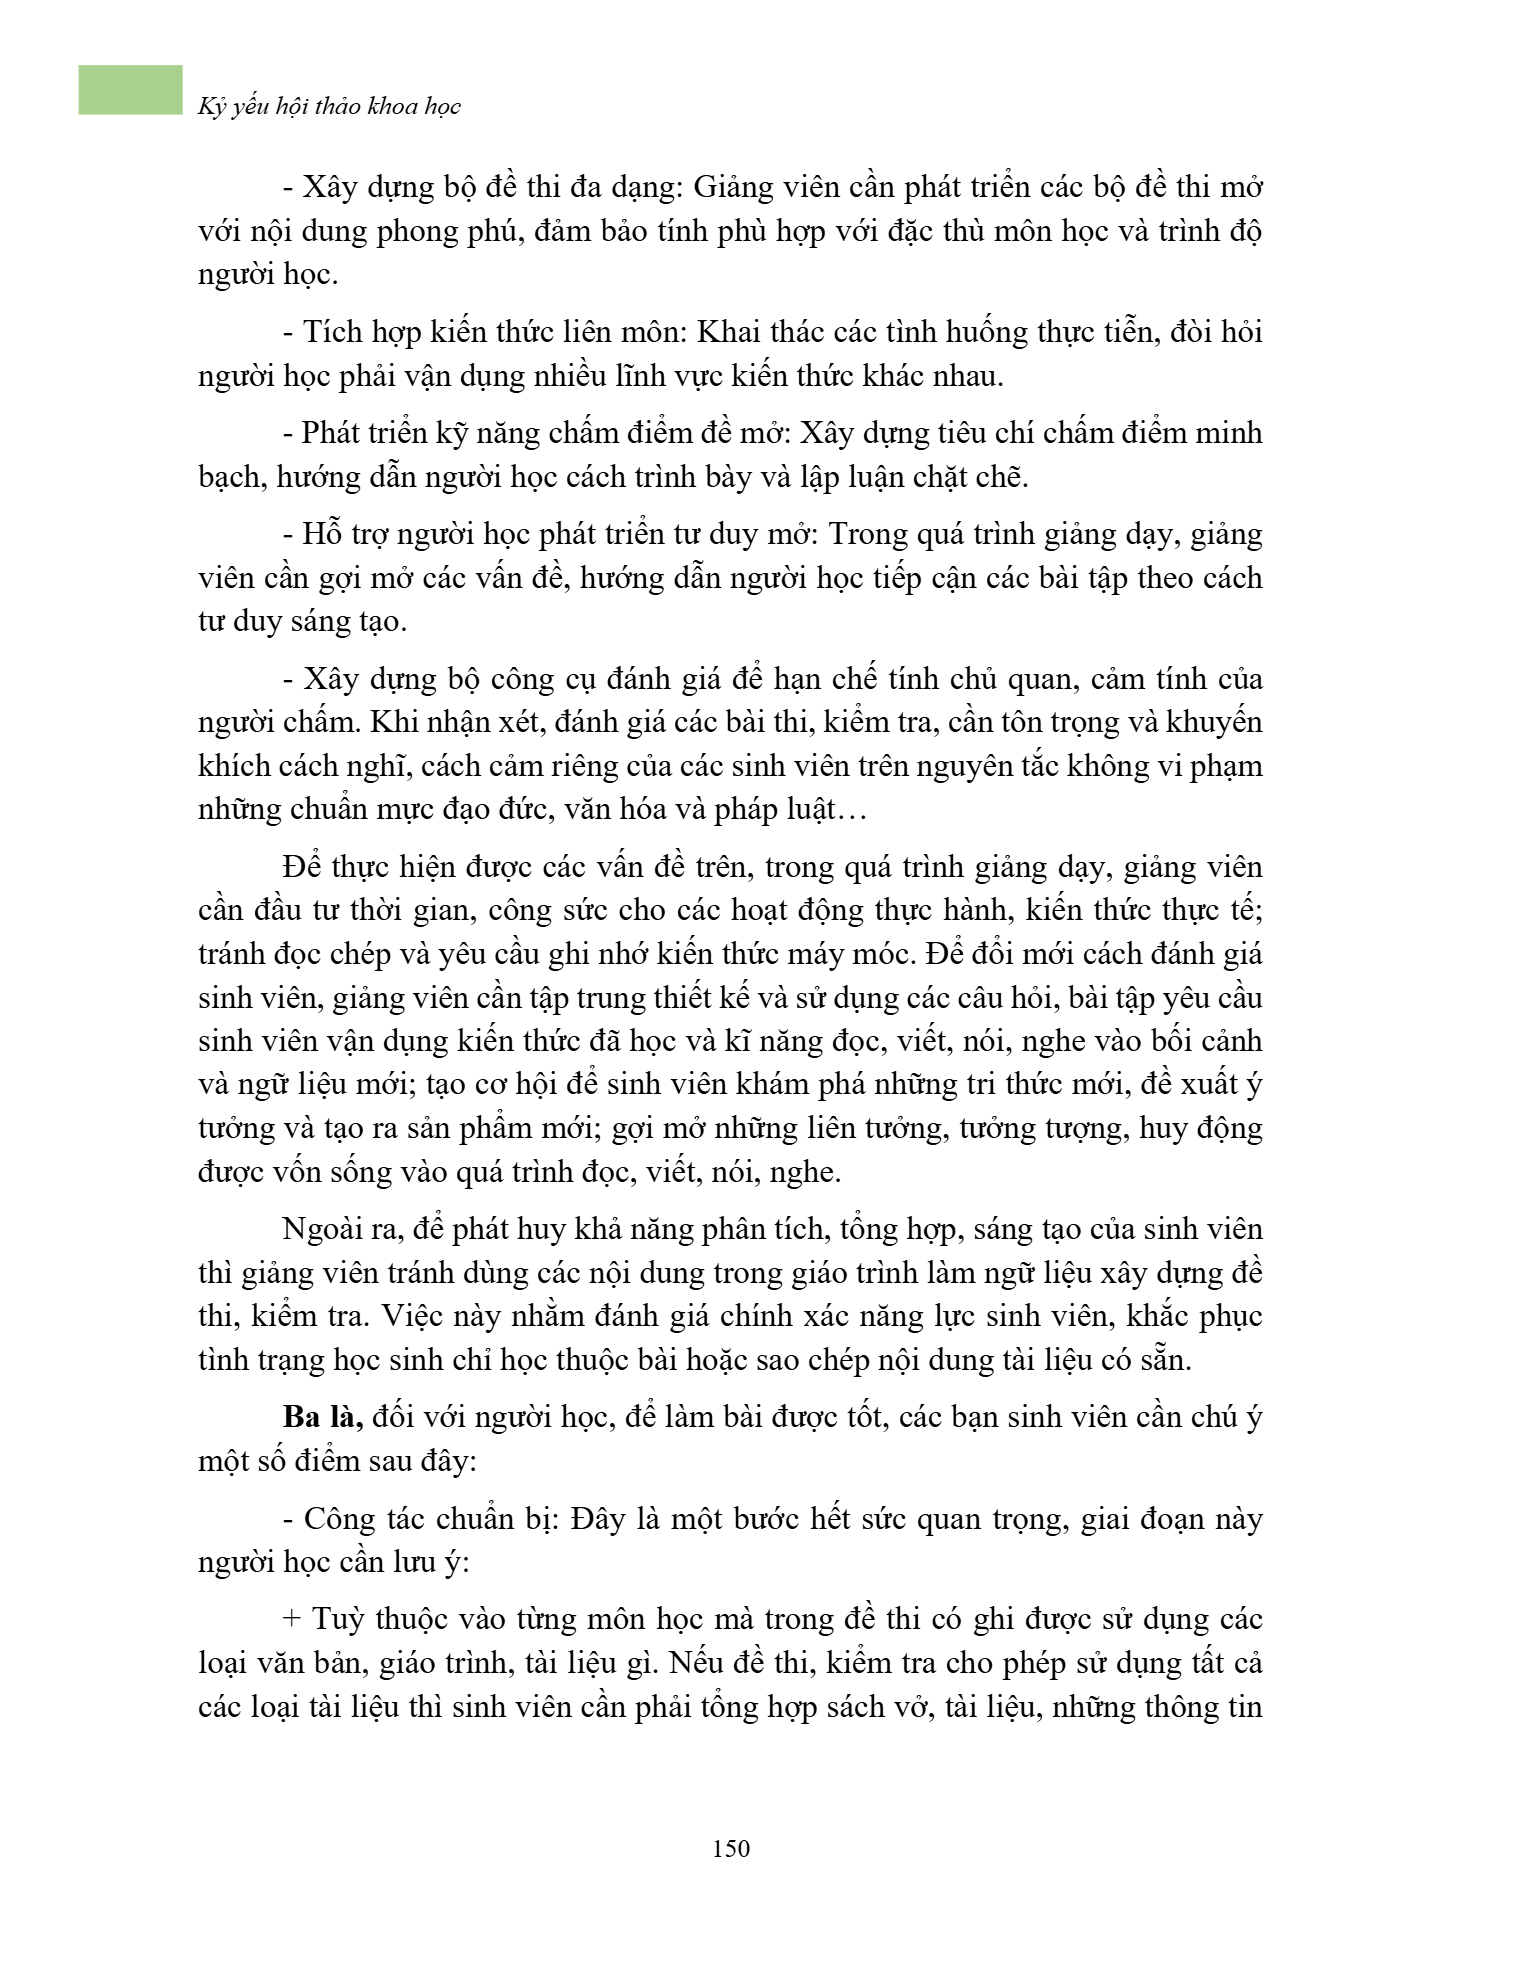 Kỷ yếu hội thảo khoa học
- Xây dựng bộ đề thi đa dạng: Giảng viên cần phát triển các bộ đề thi mở
với nội dung phong phú, đảm bảo tính phù hợp với đặc thù môn học và trình độ
người học.
- Tích hợp kiến thức liên môn: Khai thác các tình huống thực tiễn, đòi hỏi
người học phải vận dụng nhiều lĩnh vực kiến thức khác nhau.
- Phát triển kỹ năng chấm điểm đề mở: Xây dựng tiêu chí chấm điểm minh
bạch, hướng dẫn người học cách trình bày và lập luận chặt chẽ.
- Hỗ trợ người học phát triển tư duy mở: Trong quá trình giảng dạy, giảng
viên cần gợi mở các vấn đề, hướng dẫn người học tiếp cận các bài tập theo cách
tư duy sáng tạo.
- Xây dựng bộ công cụ đánh giá để hạn chế tính chủ quan, cảm tính của
người chấm. Khi nhận xét, đánh giá các bài thi, kiểm tra, cần tôn trọng và khuyến
khích cách nghĩ, cách cảm riêng của các sinh viên trên nguyên tắc không vi phạm
những chuẩn mực đạo đức, văn hóa và pháp luật…
Để thực hiện được các vấn đề trên, trong quá trình giảng dạy, giảng viên
cần đầu tư thời gian, công sức cho các hoạt động thực hành, kiến thức thực tế;
tránh đọc chép và yêu cầu ghi nhớ kiến thức máy móc. Để đổi mới cách đánh giá
sinh viên, giảng viên cần tập trung thiết kế và sử dụng các câu hỏi, bài tập yêu cầu
sinh viên vận dụng kiến thức đã học và kĩ năng đọc, viết, nói, nghe vào bối cảnh
và ngữ liệu mới; tạo cơ hội để sinh viên khám phá những tri thức mới, đề xuất ý
tưởng và tạo ra sản phẩm mới; gợi mở những liên tưởng, tưởng tượng, huy động
được vốn sống vào quá trình đọc, viết, nói, nghe.
Ngoài ra, để phát huy khả năng phân tích, tổng hợp, sáng tạo của sinh viên
thì giảng viên tránh dùng các nội dung trong giáo trình làm ngữ liệu xây dựng đề
thi, kiểm tra. Việc này nhằm đánh giá chính xác năng lực sinh viên, khắc phục
tình trạng học sinh chỉ học thuộc bài hoặc sao chép nội dung tài liệu có sẵn.
Ba là, đối với người học, để làm bài được tốt, các bạn sinh viên cần chú ý
một số điểm sau đây:
- Công tác chuẩn bị: Đây là một bước hết sức quan trọng, giai đoạn này
người học cần lưu ý:
+ Tuỳ thuộc vào từng môn học mà trong đề thi có ghi được sử dụng các
loại văn bản, giáo trình, tài liệu gì. Nếu đề thi, kiểm tra cho phép sử dụng tất cả
các loại tài liệu thì sinh viên cần phải tổng hợp sách vở, tài liệu, những thông tin
150